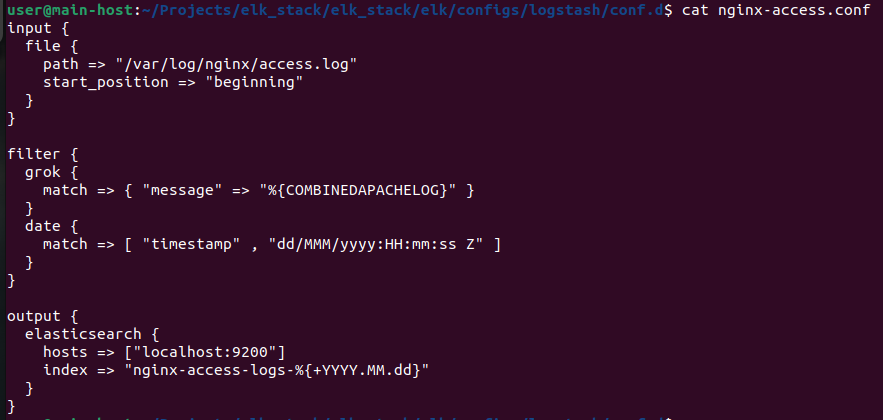 user@main-host:~/Projects/elk_stack/elk_stack/elk/configs/logstash/conf.d$ cat nginx-access.conf
input {
  file {
    path => "/var/log/nginx/access.log"
    start_position => "beginning"
  }
}

filter {
  grok {
    match => { "message" => "%{COMBINEDAPACHELOG}" }
  }
  date {
    match => [ "timestamp" , "dd/MMM/yyyy:HH:mm:ss Z" ]
  }
}

output {
  elasticsearch {
    hosts => ["localhost:9200"]
    index => "nginx-access-logs-%{+YYYY.MM.dd}"
  }
}